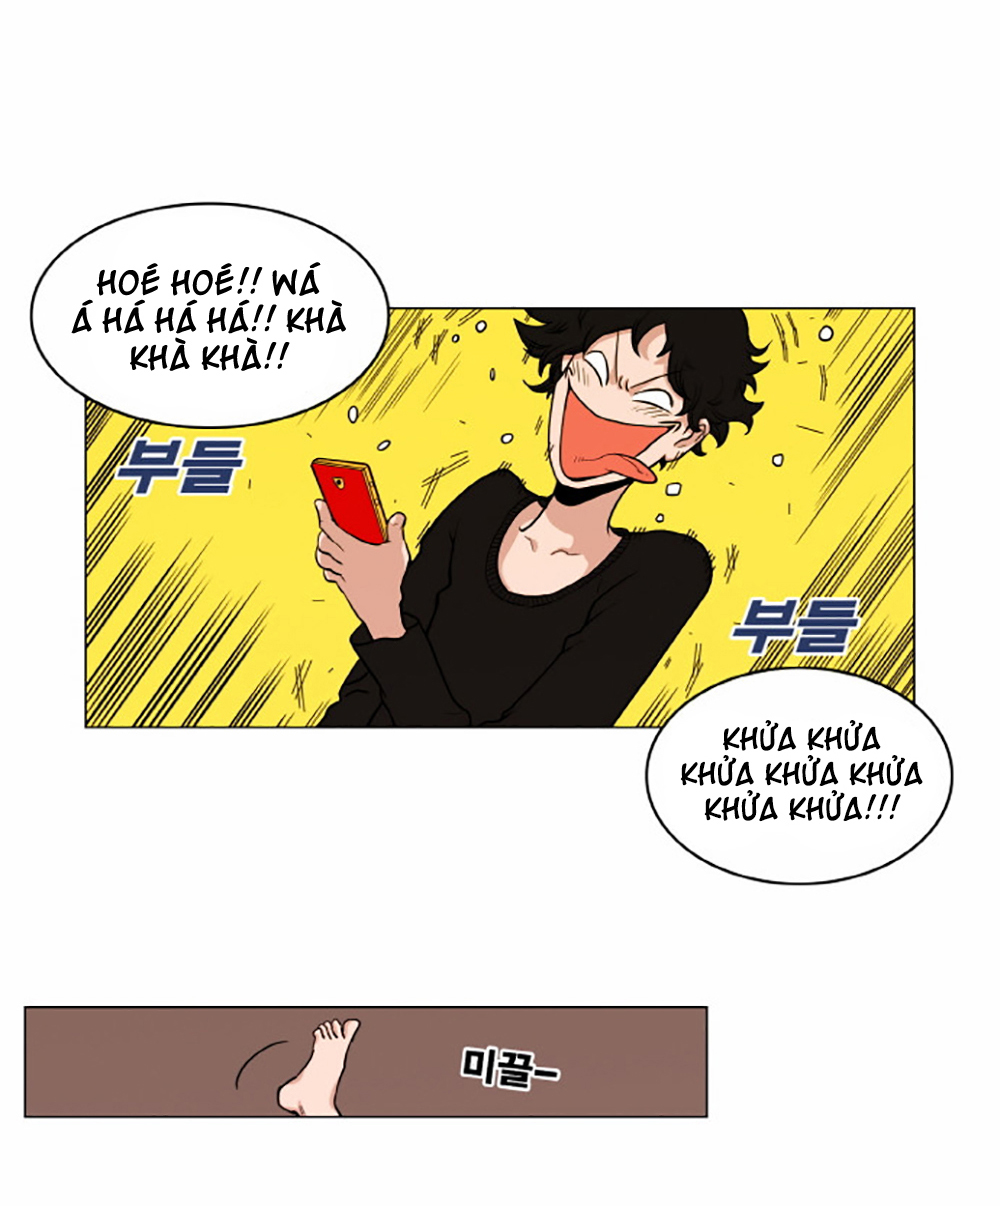 HOÉ HOÉ!! WÁ
Á HÁ HÁ HÁ!! KHÀ
KHÀ KHÀ!!
부들
부들
KHỬA KHỬA
KHỬA KHỬA KHỬA
KHỬA KHỬA!!!
미끌-